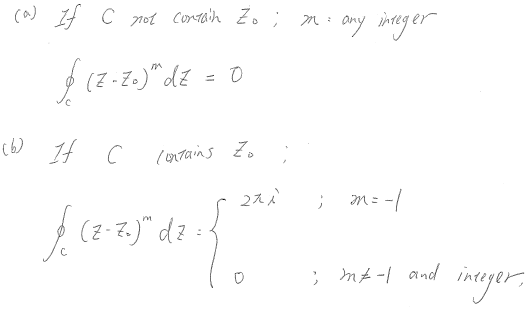 (a) If C not contain Z₀ ; m = any integer
∮_C (Z - Z₀)^m dZ = 0
(b) If C contains Z₀ ;
∮_C (Z - Z₀)^m dZ = { 2πi ; m = -1
0 ; m ≠ -1 and integer.